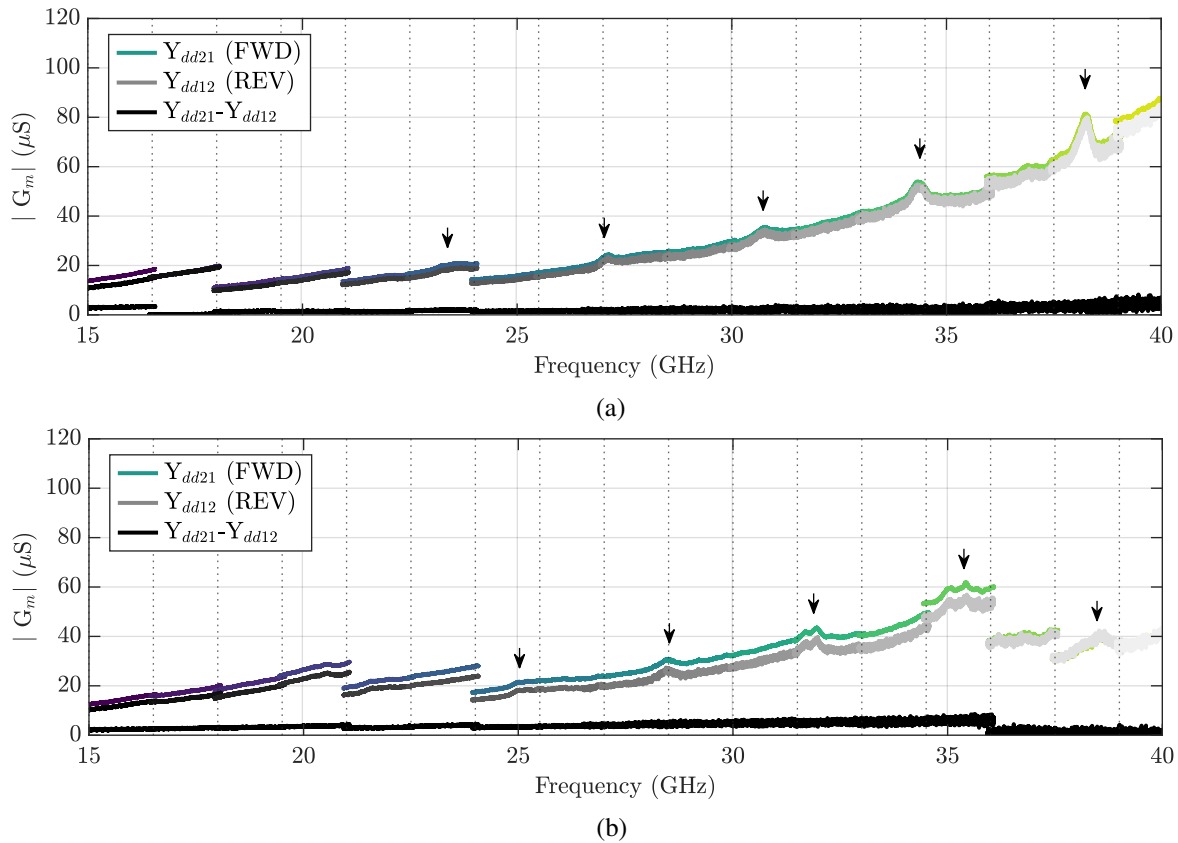 120
100
80
60
40
20
0
| G_m| (μS)
Y_dd21 (FWD)
Y_dd12 (REV)
Y_dd21-Y_dd12
15 20 25 30 35 40
Frequency (GHz)
(a)
120
100
80
60
40
20
0
| G_m| (μS)
Y_dd21 (FWD)
Y_dd12 (REV)
Y_dd21-Y_dd12
15 20 25 30 35 40
Frequency (GHz)
(b)